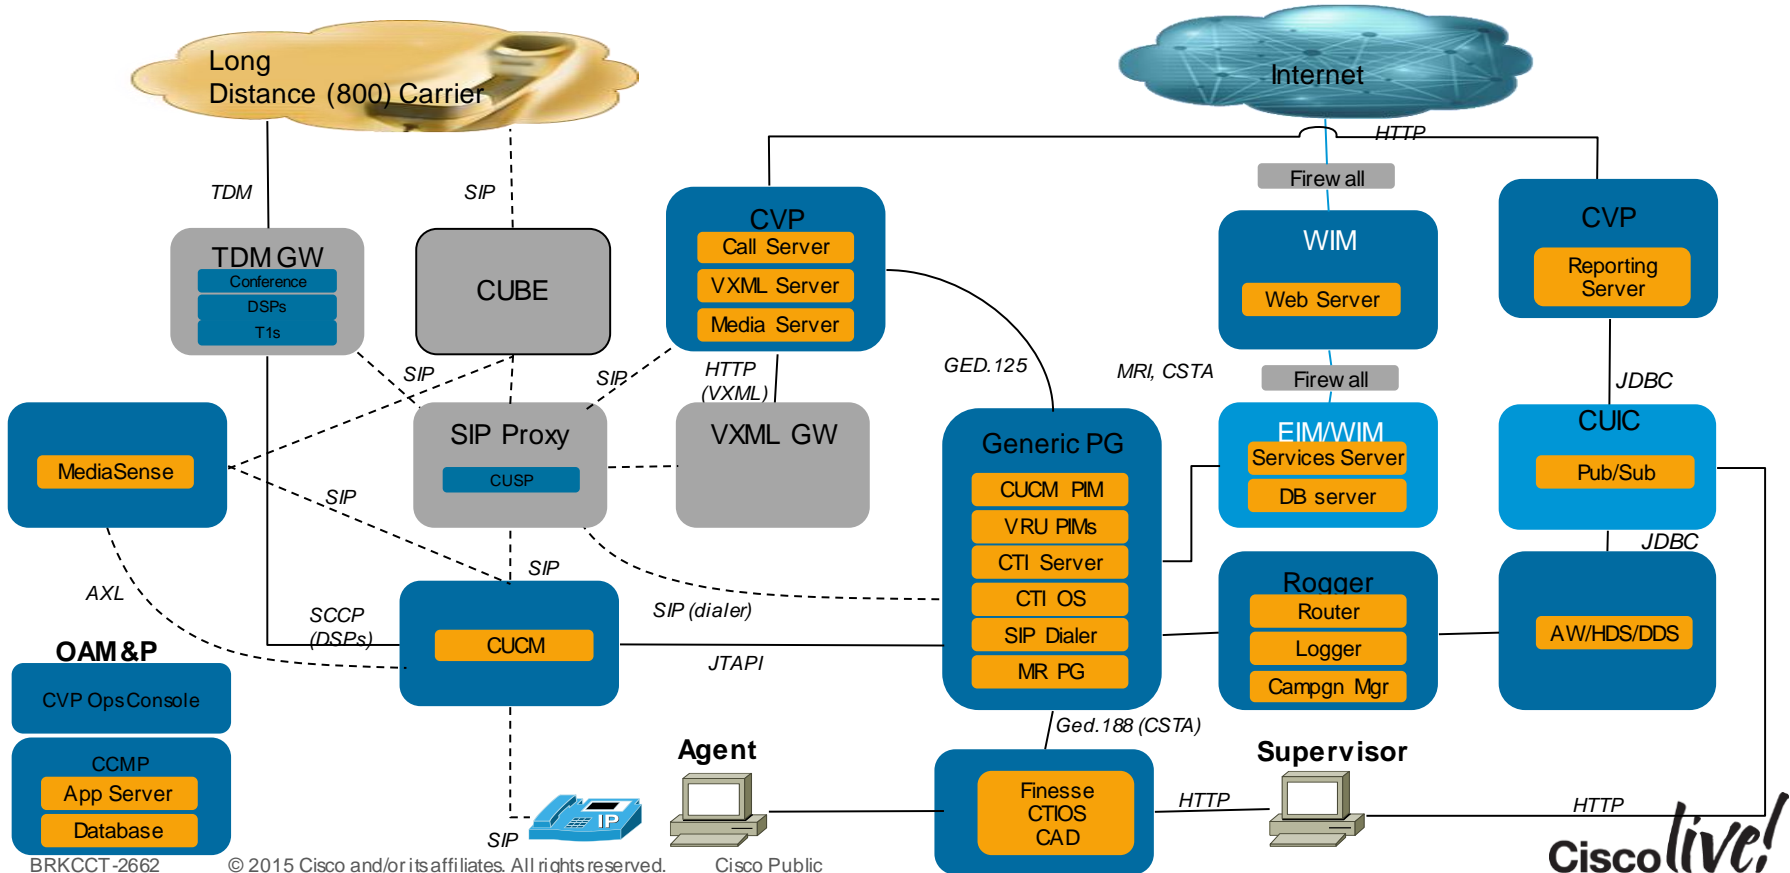 Long
Distance (800) Carrier
Internet
HTTP
TDM
SIP
Firewall
TDM GW
Conference
DSPs
T1s
CUBE
CVP
Call Server
VXML Server
Media Server
WIM
Web Server
CVP
Reporting
Server
SIP
SIP
HTTP
(VXML)
GED.125
MRI, CSTA
Firewall
JDBC
MediaSense
SIP Proxy
CUSP
VXML GW
Generic PG
CUCM PIM
VRU PIMs
CTI Server
CTI OS
SIP Dialer
MR PG
EIM/WIM
Services Server
DB server
CUIC
Pub/Sub
SIP
SIP
JDBC
AXL
SCCP
(DSPs)
SIP (dialer)
CUCM
JTAPI
Rogger
Router
Logger
Campgn Mgr
AW/HDS/DDS
OAM&P
CVP Ops Console
CCMP
App Server
Database
Ged.188 (CSTA)
Agent
Supervisor
IP
SIP
Finesse
CTIOS
CAD
HTTP
HTTP
BRKCCT-2662
© 2015 Cisco and/or its affiliates. All rights reserved.
Cisco Public
Cisco live!